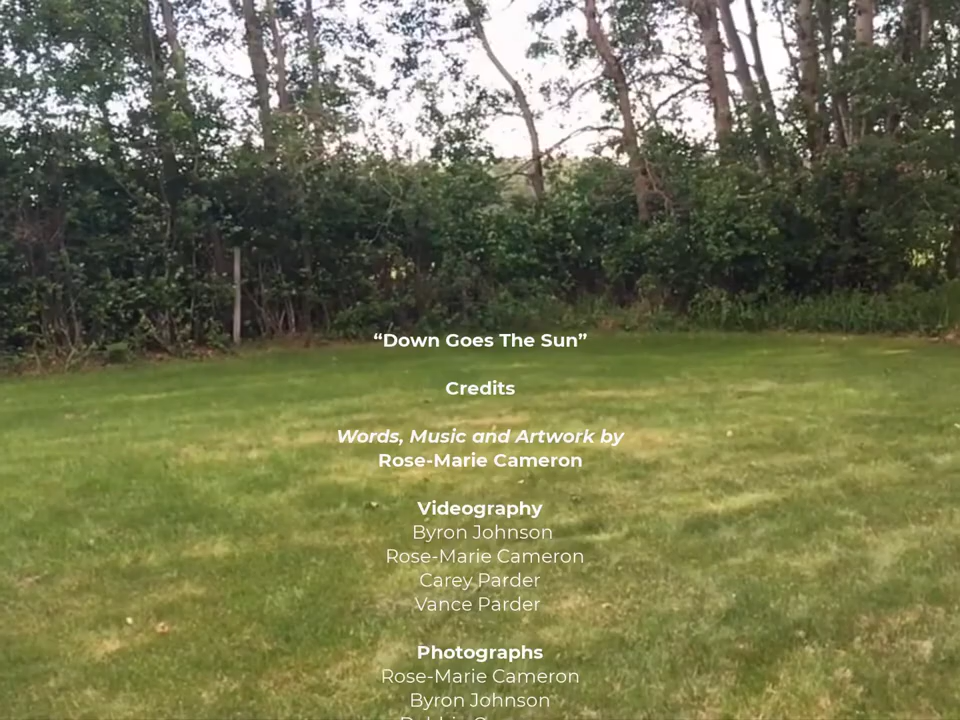 “Down Goes The Sun”
Credits
Words, Music and Artwork by
Rose-Marie Cameron
Videography
Byron Johnson
Rose-Marie Cameron
Carey Parder
Vance Parder
Photographs
Rose-Marie Cameron
Byron Johnson